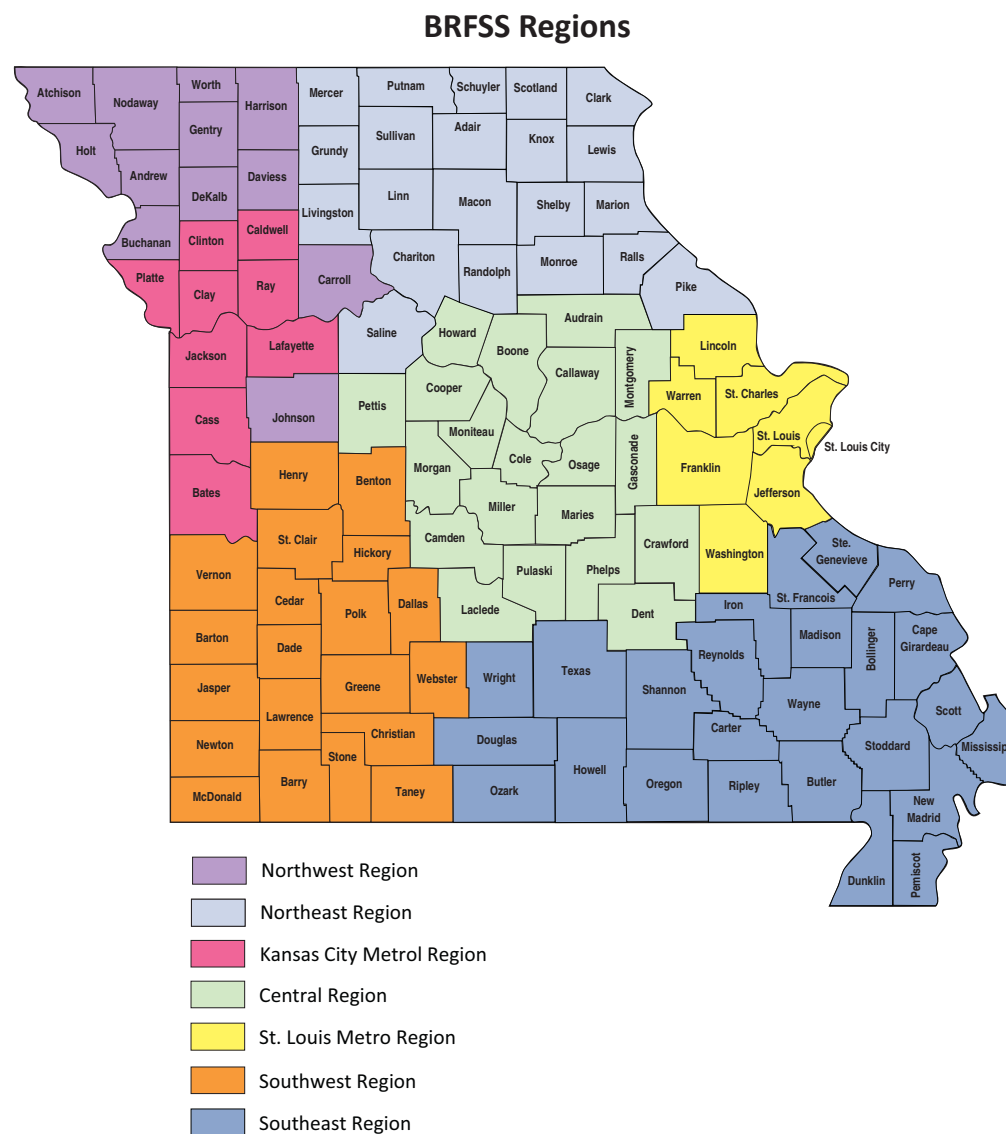 BRFSS Regions
Atchison
Nodaway
Worth
Harrison
Mercer
Putnam
Schuyler
Scotland
Clark
Gentry
Sullivan
Adair
Knox
Holt
Grundy
Lewis
Andrew
DeKalb
Daviess
Livingston
Linn
Macon
Shelby
Marion
Buchanan
Clinton
Caldwell
Chariton
Randolph
Monroe
Ralls
Platte
Clay
Ray
Carroll
Pike
Saline
Howard
Audrain
Boone
Jackson
Lafayette
Callaway
Montgomery
Lincoln
Cooper
Warren
St. Charles
Cass
Johnson
Pettis
Moniteau
St. Louis
St. Louis City
Morgan
Cole
Osage
Gasconade
Franklin
Henry
Benton
Bates
Miller
Maries
Jefferson
St. Clair
Hickory
Camden
Crawford
Washington
Ste.
Genevieve
Vernon
Pulaski
Phelps
Perry
Cedar
Polk
Dallas
Laclede
Dent
Iron
St. Francois
Barton
Dade
Madison
Bollinger
Cape
Girardeau
Jasper
Greene
Webster
Wright
Texas
Reynolds
Shannon
Lawrence
Wayne
Scott
Newton
Christian
Stone
Douglas
Carter
Stoddard
Mississip
McDonald
Barry
Taney
Ozark
Howell
Oregon
Ripley
Butler
New
Madrid
Dunklin
Pemiscot
Northwest Region
Northeast Region
Kansas City Metrol Region
Central Region
St. Louis Metro Region
Southwest Region
Southeast Region